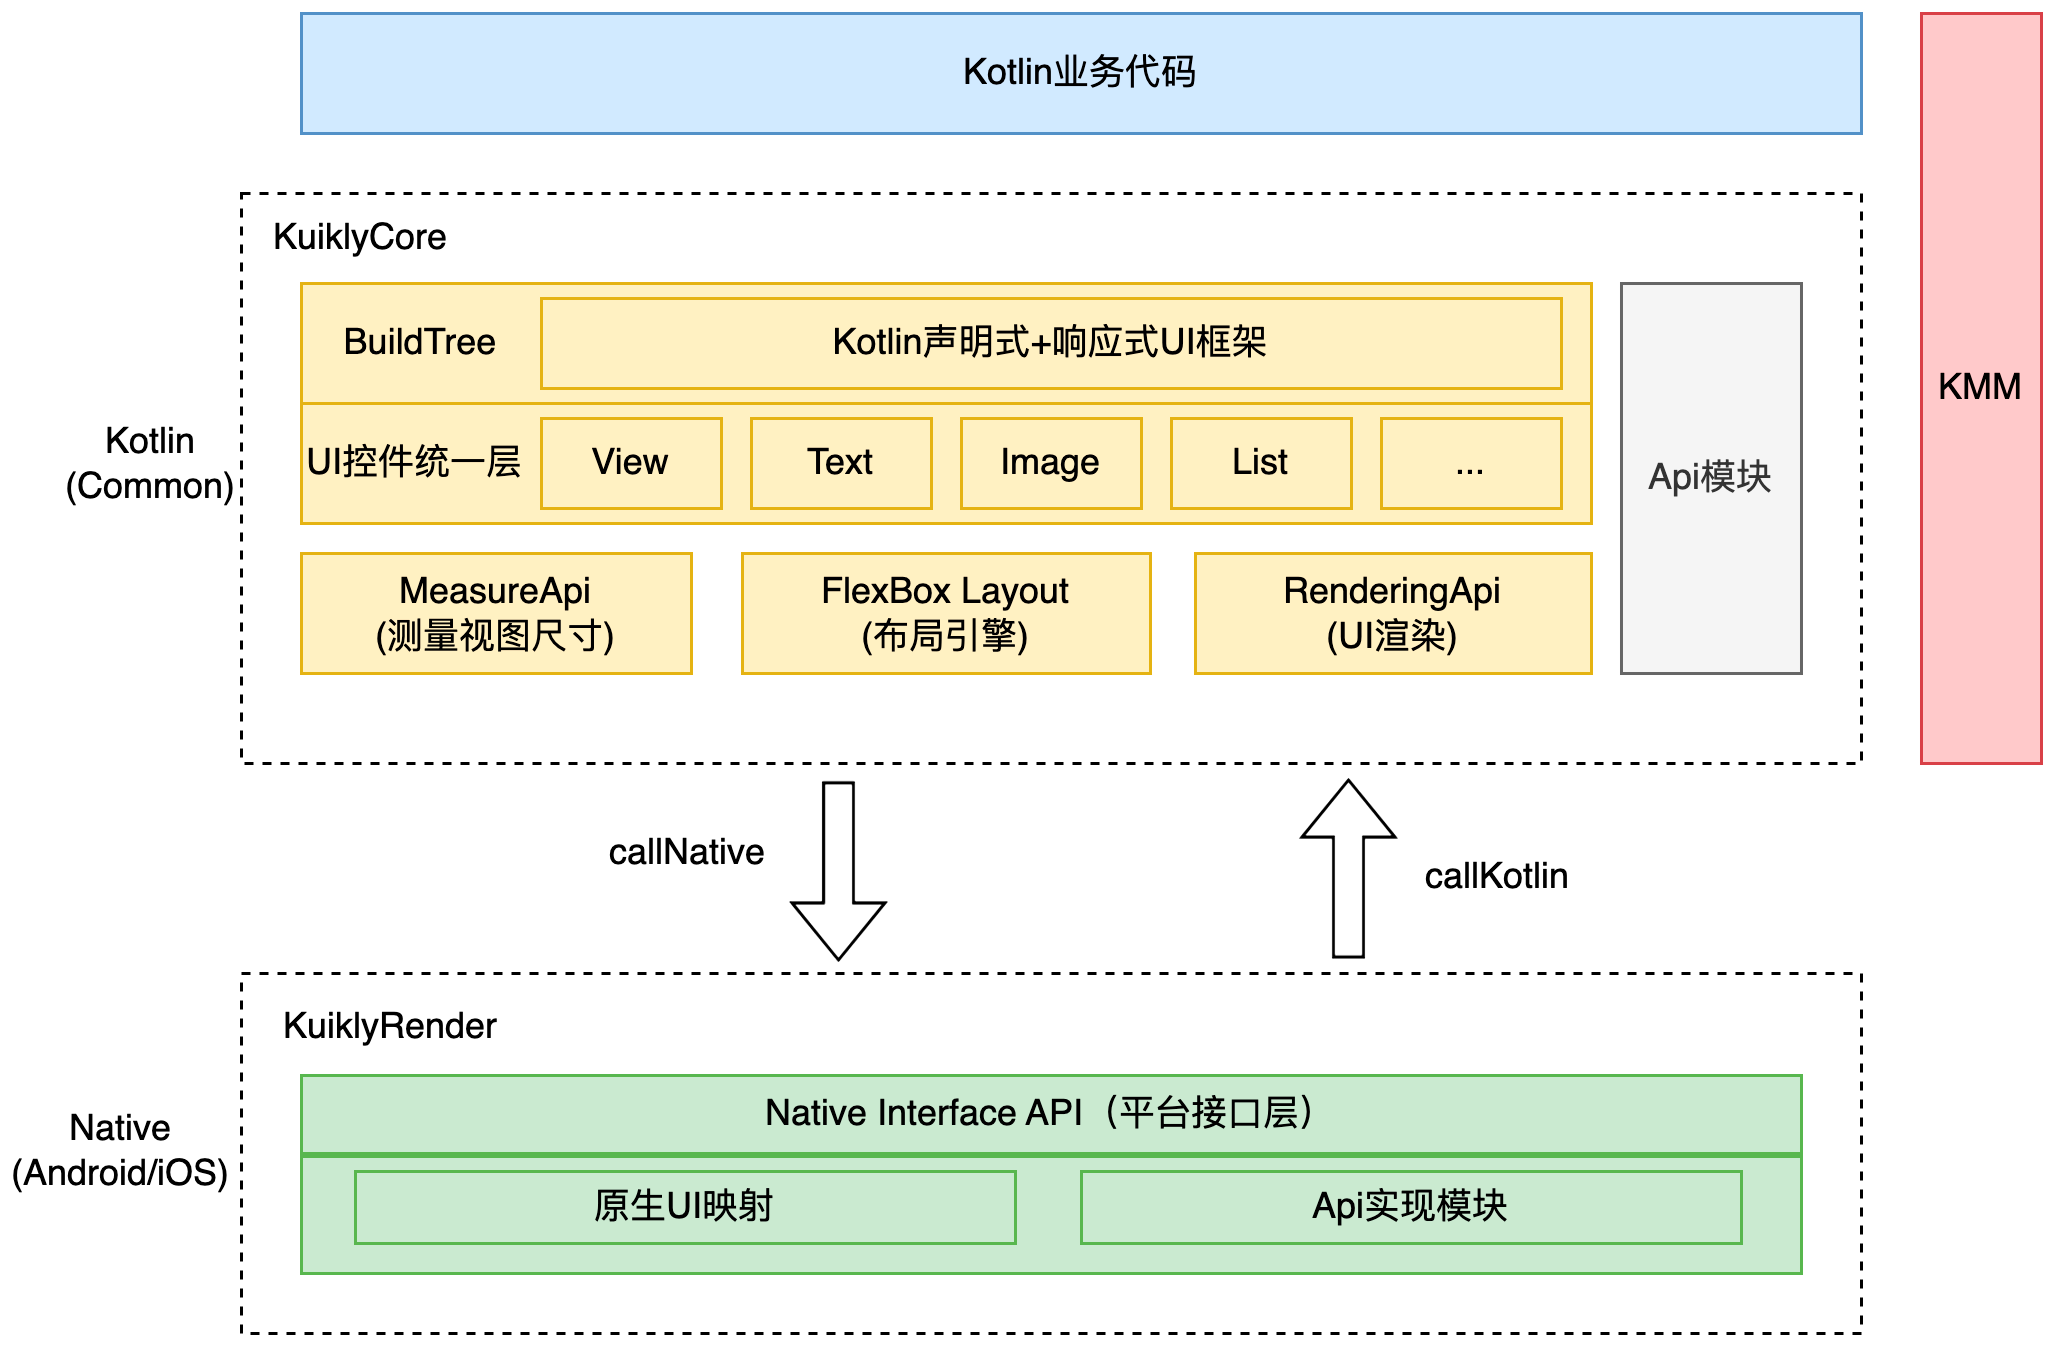 Kotlin业务代码
KMM
KuiklyCore
BuildTree
Kotlin声明式+响应式UI框架
Kotlin
(Common)
UI控件统一层
View
Text
Image
List
...
Api模块
MeasureApi
(测量视图尺寸)
FlexBox Layout
(布局引擎)
RenderingApi
(UI渲染)
callNative
callKotlin
KuiklyRender
Native
(Android/iOS)
Native Interface API（平台接口层）
原生UI映射
Api实现模块